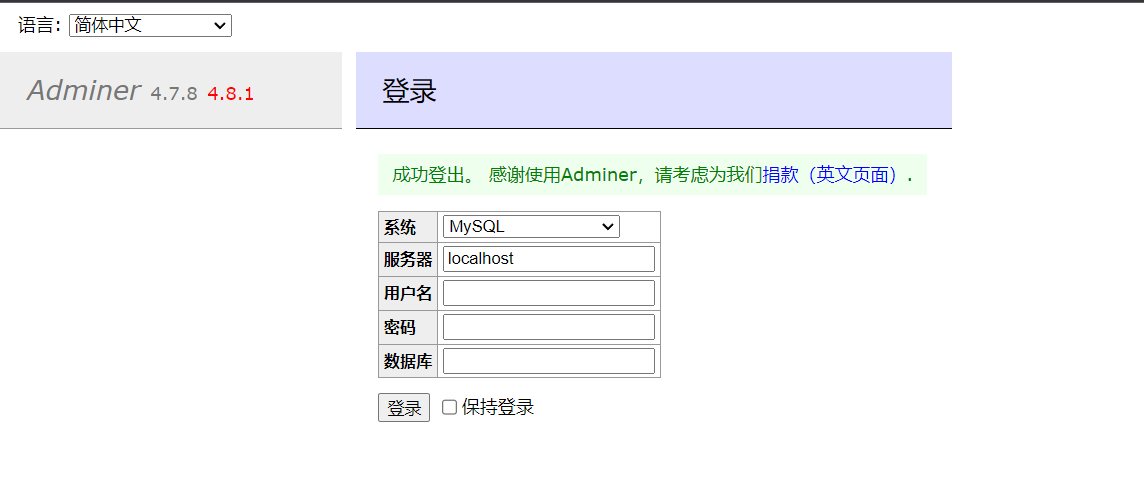 语言: 简体中文
Adminer 4.7.8 4.8.1
登录
成功登出。 感谢使用Adminer，请考虑为我们捐款（英文页面）.
系统 MySQL
服务器 localhost
用户名
密码
数据库
登录 保持登录